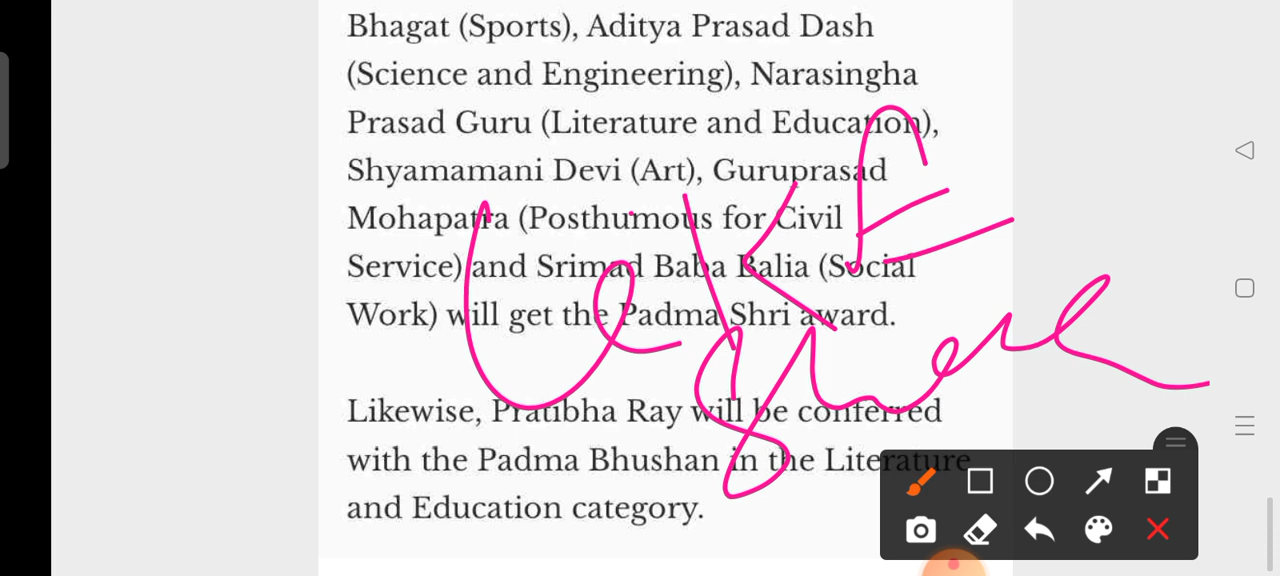 Bhagat (Sports), Aditya Prasad Dash
(Science and Engineering), Narasingha
Prasad Guru (Literature and Education),
Shyamamani Devi (Art), Guruprasad
Mohapatra (Posthumous for Civil
Service) and Srimad Baba Balia (Social
Work) will get the Padma Shri award.
Likewise, Pratibha Ray will be conferred
with the Padma Bhushan in the Literature
and Education category.